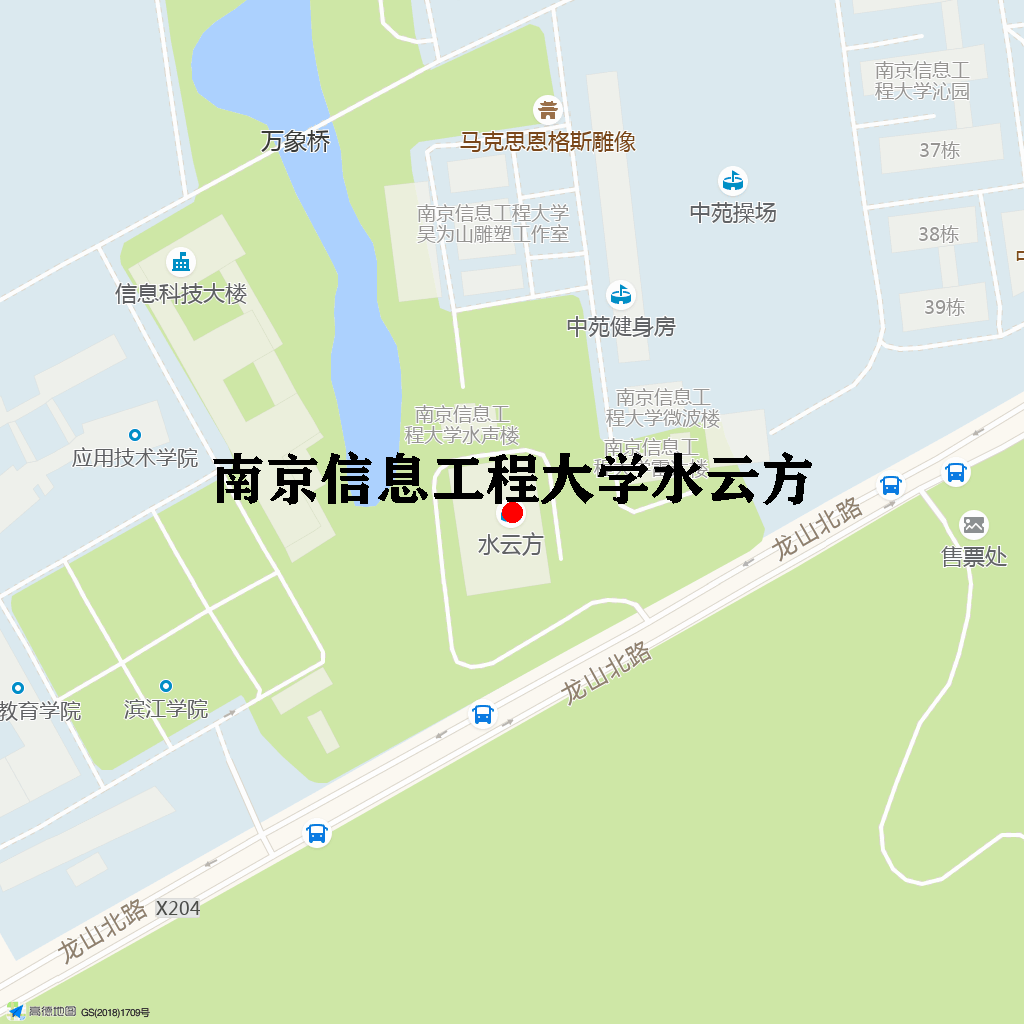 南京信息工
程大学沁园
万象桥
马克思恩格斯雕像
37栋
中苑操场
南京信息工程大学
吴为山雕塑工作室
38栋
信息科技大楼
39栋
中苑健身房
南京信息工
程大学微波楼
南京信息工
程大学水声楼
南京信息工
应用技术学院
南京信息工程大学水云方
龙山北路
水云方
售票处
龙山北路
教育学院
滨江学院
龙山北路
X204
高德地图 GS(2018)1709号